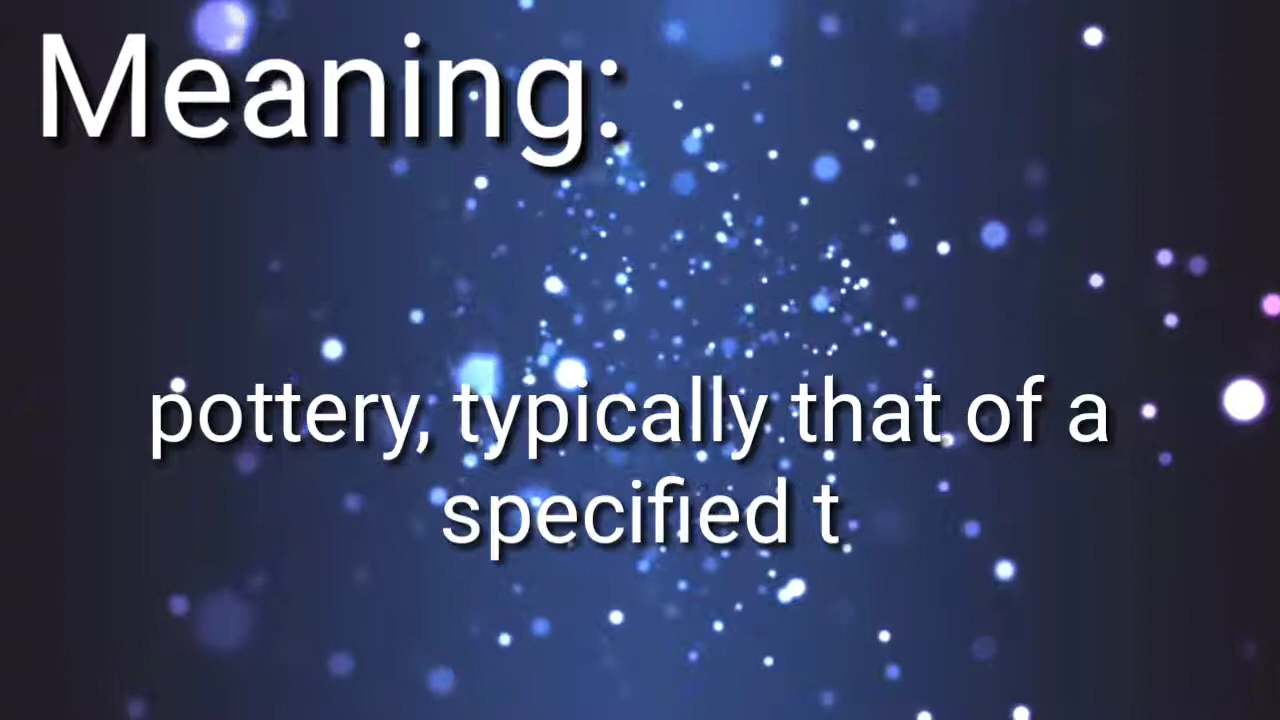 Meaning:
pottery, typically that of a
specified t